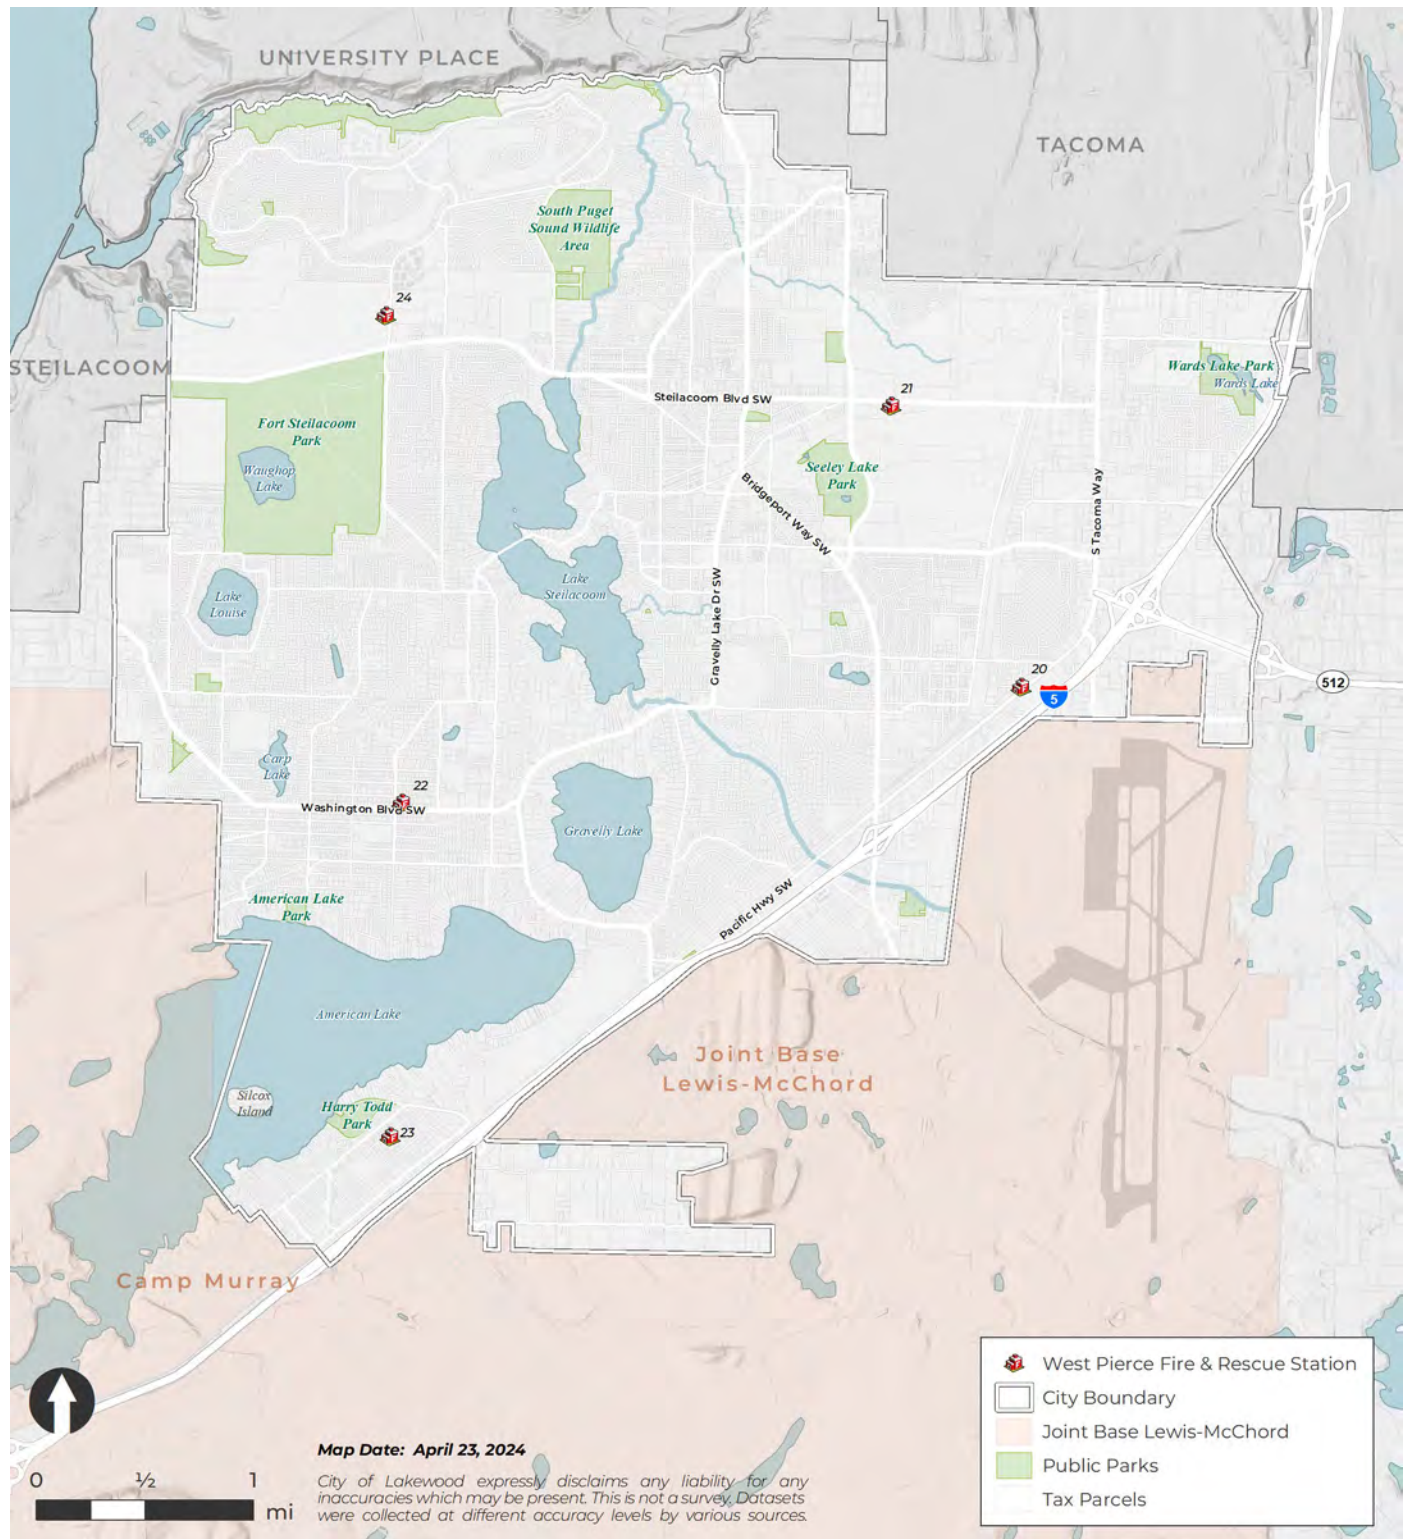 UNIVERSITY PLACE
TACOMA
South Puget
Sound Wildlife
Area
24
STEILACOOM
Wards Lake Park
Wards Lake
21
Steilacoom Blvd SW
Fort Steilacoom
Park
Waughop
Lake
Seeley Lake
Park
Bridgeport Way SW
S Tacoma Way
Lake
Steilacoom
Lake
Louise
Gravelly Lake Dr SW
20
5
512
Carp
Lake
22
Washington Blvd SW
Gravelly Lake
American Lake
Park
Pacific Hwy SW
American Lake
Joint Base
Lewis-McChord
Silcox
Island
Harry Todd
Park
23
Camp Murray
West Pierce Fire & Rescue Station
City Boundary
Joint Base Lewis-McChord
Public Parks
Tax Parcels
Map Date: April 23, 2024
0 ½ 1
mi
City of Lakewood expressly disclaims any liability for any
inaccuracies which may be present. This is not a survey. Datasets
were collected at different accuracy levels by various sources.